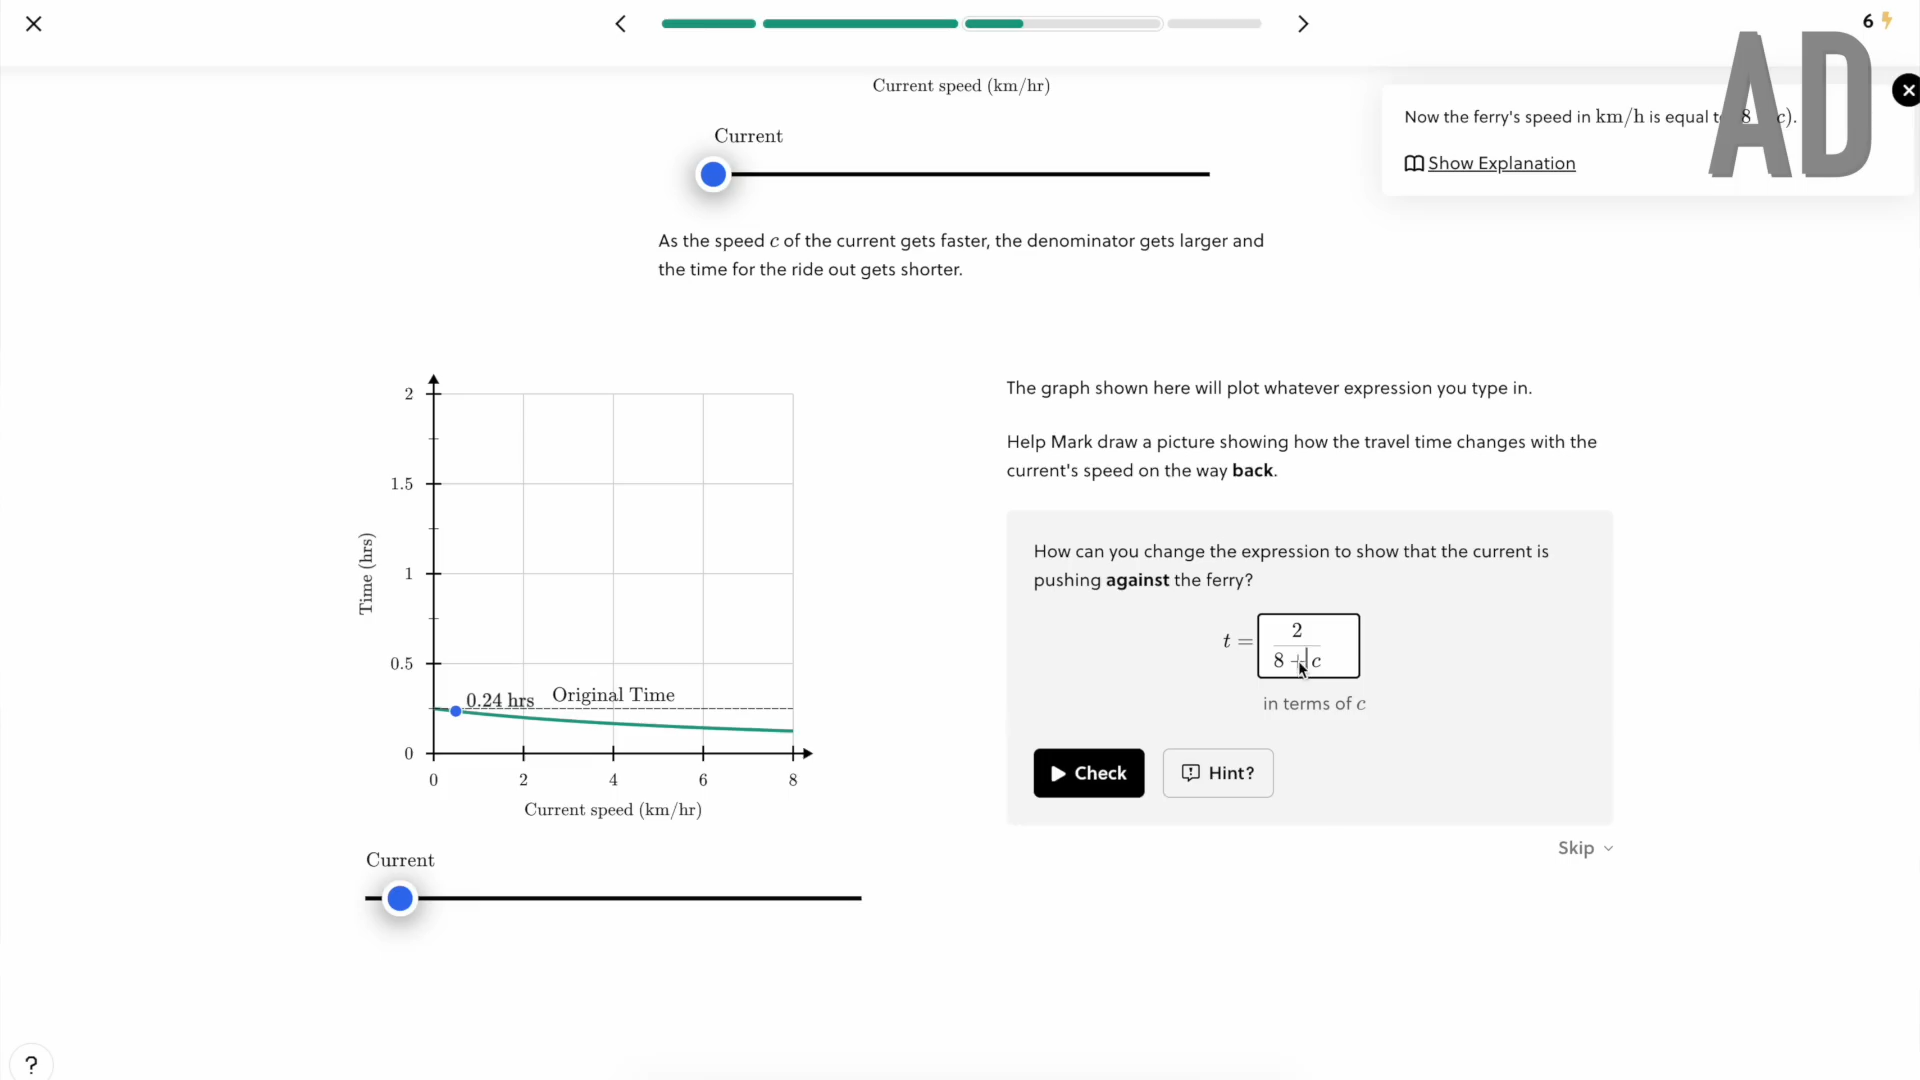 6
AD
Current speed (km/hr)
Now the ferry's speed in km/h is equal t 8 c).
Show Explanation
Current
As the speed c of the current gets faster, the denominator gets larger and
the time for the ride out gets shorter.
2
1.5
1
0.5
0
Time (hrs)
0.24 hrs
Original Time
0 2 4 6 8
Current speed (km/hr)
Current
The graph shown here will plot whatever expression you type in.
Help Mark draw a picture showing how the travel time changes with the
current's speed on the way back.
How can you change the expression to show that the current is
pushing against the ferry?
2
t =
8 + c
in terms of c
Check
Hint?
Skip
?